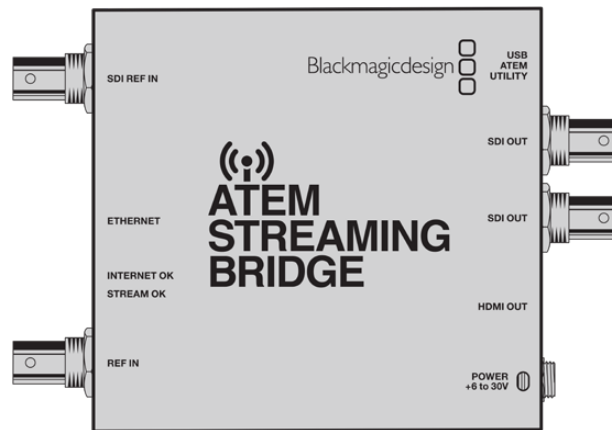 Blackmagicdesign
USB
ATEM
UTILITY
SDI REF IN
SDI OUT
ATEM
STREAMING
BRIDGE
ETHERNET
SDI OUT
INTERNET OK
STREAM OK
HDMI OUT
REF IN
POWER
+6 to 30V